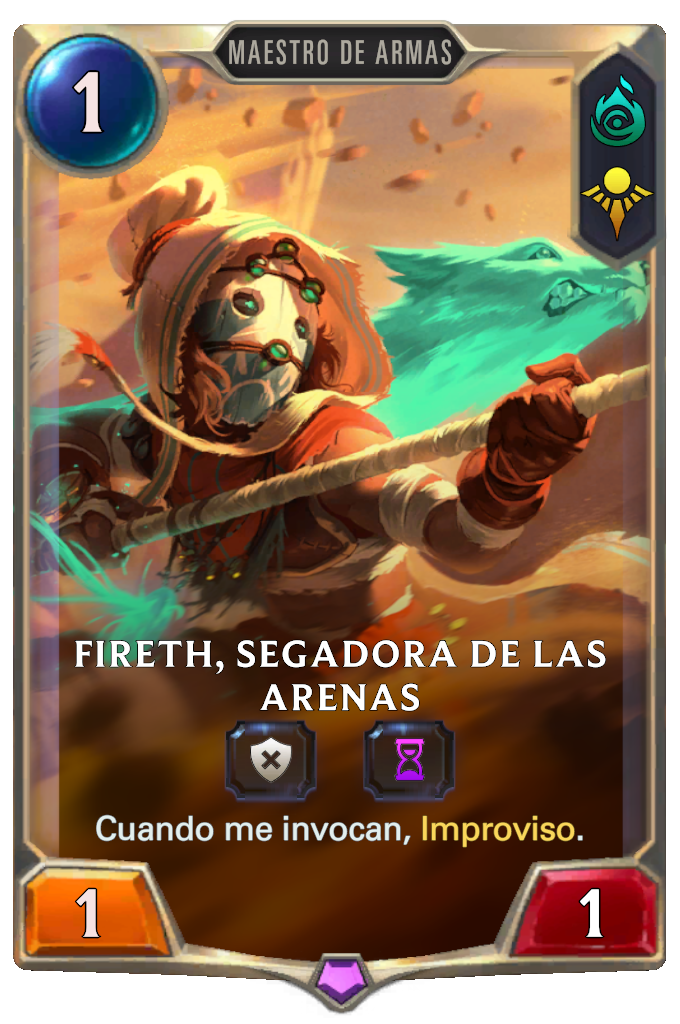 MAESTRO DE ARMAS
1
FIRETH, SEGADORA DE LAS
ARENAS
Cuando me invocan, Improviso.
1
1